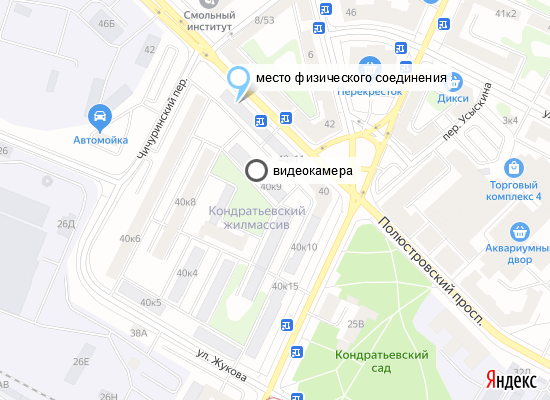 46Б
44
Смольный
институт
8/53
6
41к2
место физического соединения
Перекресток
Дикси
Чичуринский пер.
Автомойка
26
42
пер. Усыскина
3к4
видеокамера
40к9
40
40к8
Торговый
комплекс 4
26Д
Кондратьевский
жилмассив
40к6
40к10
Аквариумный
двор
40к4
40к15
Полюстровский просп.
40к5
38А
25В
ул. Жукова
26Е
Кондратьевский
сад
26Н
Яндекс